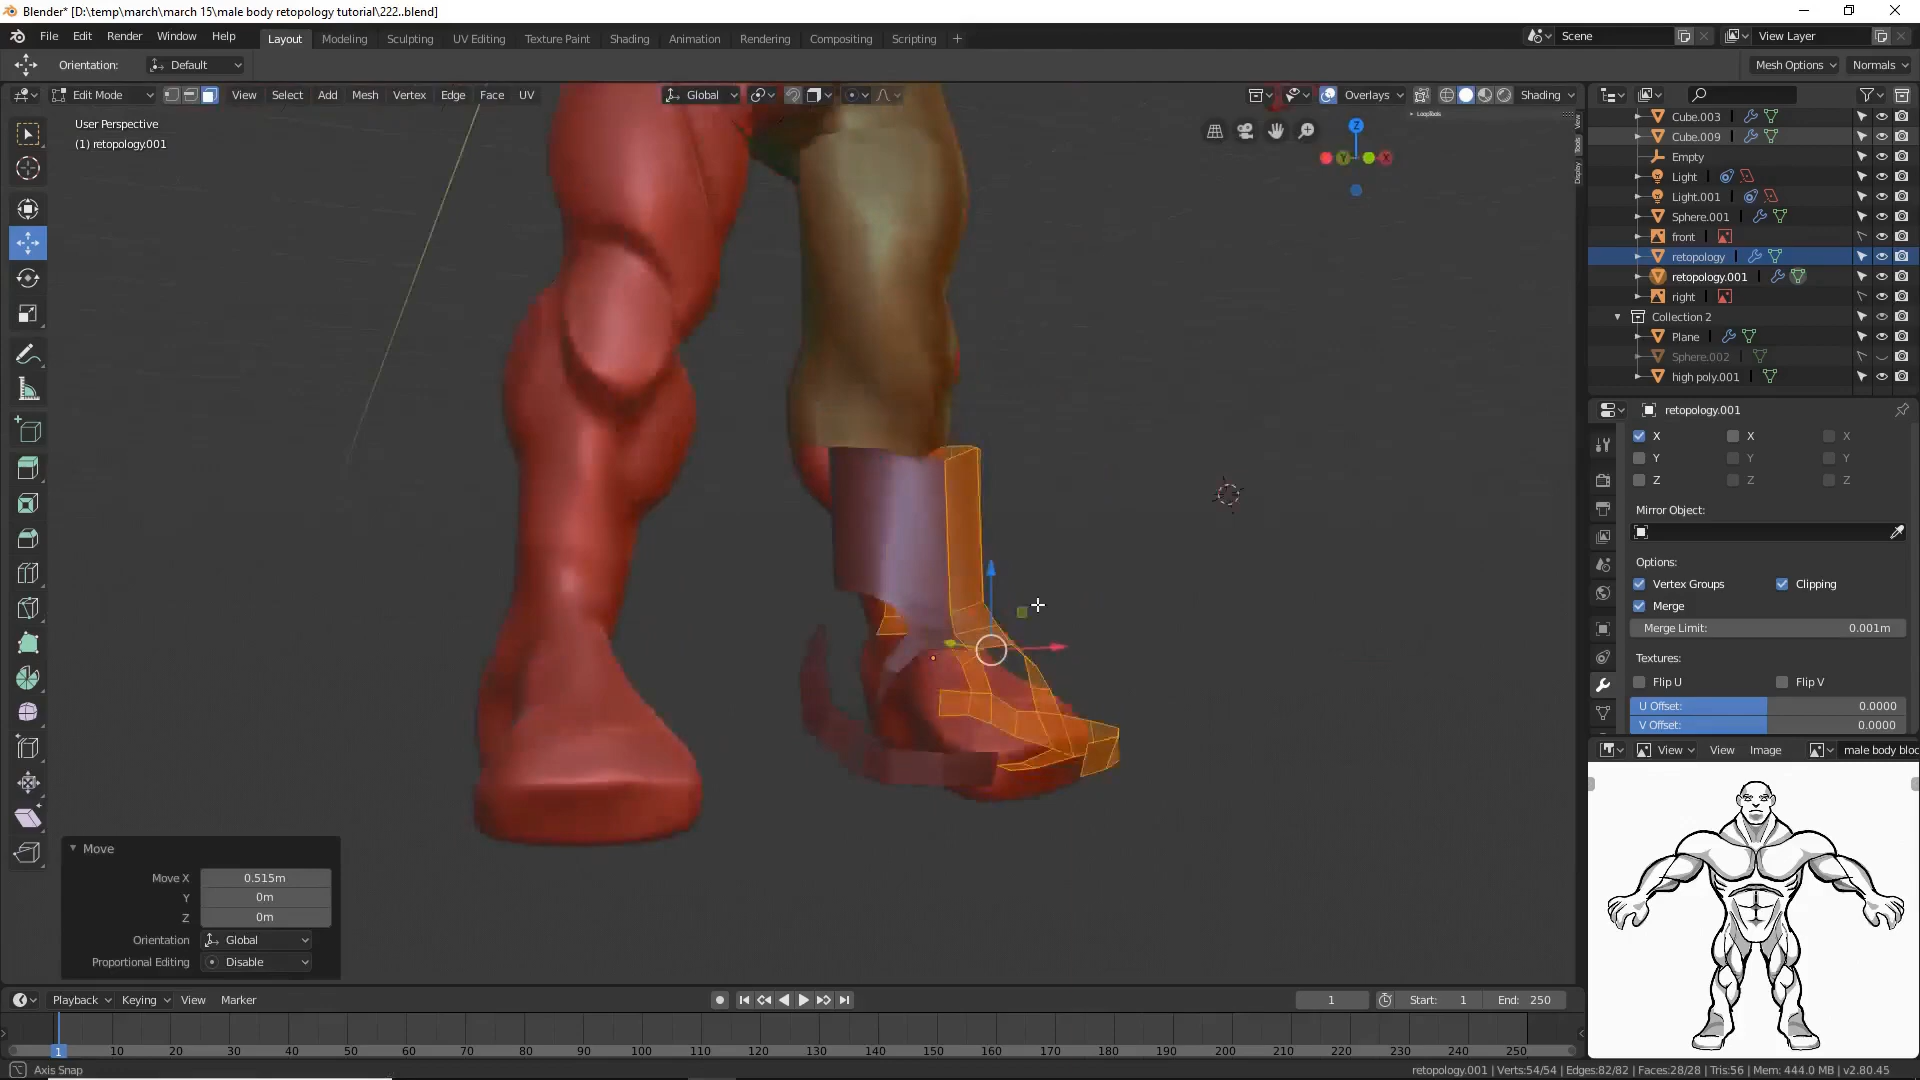 Blender* [D:\temp\march\march 15\male body retopology tutorial\222..blend]
File Edit Render Window Help
Layout Modeling Sculpting UV Editing Texture Paint Shading Animation Rendering Compositing Scripting +
Scene
View Layer
Orientation: Default
Mesh Options Normals
Edit Mode View Select Add Mesh Vertex Edge Face UV
Global
Overlays Shading
User Perspective
(1) retopology.001
Z
Y
X
View
Tools
Display
LoopTools
Cube.003
Cube.009
Empty
Light
Light.001
Sphere.001
front
retopology
retopology.001
right
Collection 2
Plane
Sphere.002
high poly.001
retopology.001
X X X
Y Y Y
Z Z Z
Mirror Object:
Options:
Vertex Groups Clipping
Merge
Merge Limit: 0.001m
Textures:
Flip U Flip V
U Offset: 0.0000
V Offset: 0.0000
View View Image male body bloc
Move
Move X 0.515m
Y 0m
Z 0m
Orientation Global
Proportional Editing Disable
Playback Keying View Marker
1 Start: 1 End: 250
1 10 20 30 40 50 60 70 80 90 100 110 120 130 140 150 160 170 180 190 200 210 220 230 240 250
Axis Snap
retopology.001 | Verts:54/54 | Edges:82/82 | Faces:28/28 | Tris:56 | Mem: 444.0 MB | v2.80.45